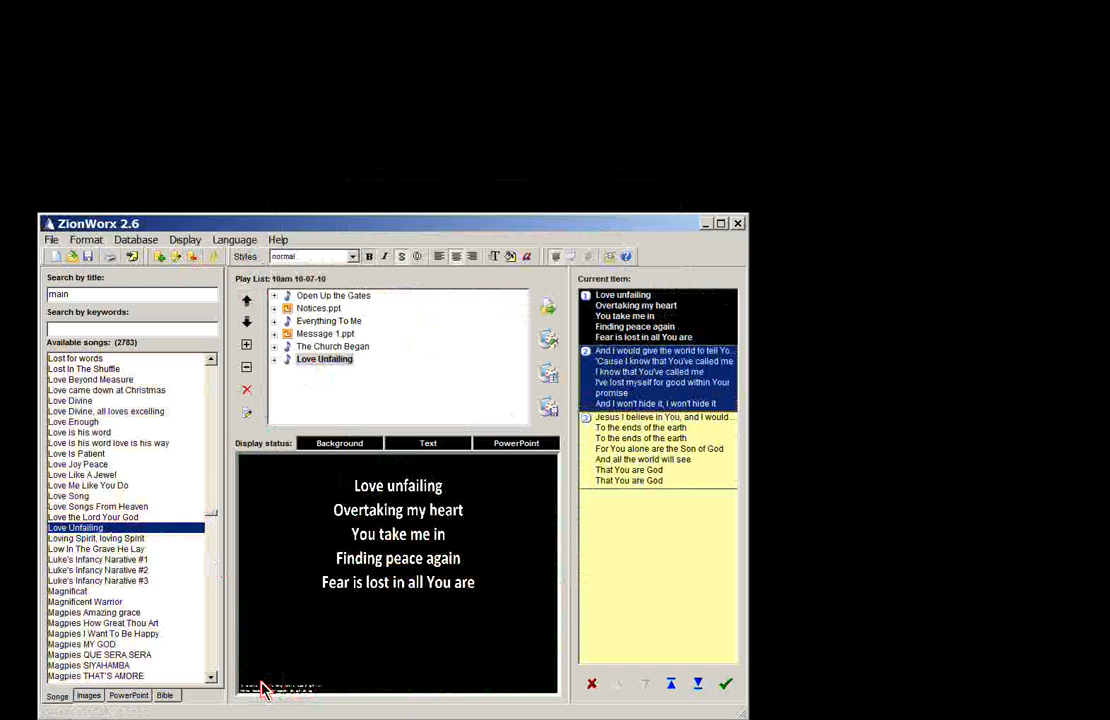 ZionWorx 2.6
File Format Database Display Language Help
Styles normal
Search by title:
main
Search by keywords:
Available songs: (2783)
Lost for words
Lost In The Shuffle
Love Beyond Measure
Love came down at Christmas
Love Divine
Love Divine, all loves excelling
Love Enough
Love is his word
Love is his word love is his way
Love Is Patient
Love Joy Peace
Love Like A Jewel
Love Me Like You Do
Love Song
Love Songs From Heaven
Love the Lord Your God
Love Unfailing
Loving Spirit, loving Spirit
Low In The Grave He Lay
Luke's Infancy Narative #1
Luke's Infancy Narative #2
Luke's Infancy Narative #3
Magnificat
Magnificent Warrior
Magpies Amazing grace
Magpies How Great Thou Art
Magpies I Want To Be Happy
Magpies MY GOD
Magpies QUE SERA SERA
Magpies SIYAHAMBA
Magpies THAT'S AMORE
Songs Images PowerPoint Bible
Play List: 10am 10-07-10
Open Up the Gates
Notices.ppt
Everything To Me
Message 1.ppt
The Church Began
Love Unfailing
Display status: Background Text PowerPoint
Love unfailing
Overtaking my heart
You take me in
Finding peace again
Fear is lost in all You are
Current Item:
1 Love unfailing
Overtaking my heart
You take me in
Finding peace again
Fear is lost in all You are
2 And I would give the world to tell Yo...
'Cause I know that You've called me
I know that You've called me
I've lost myself for good within Your
promise
And I won't hide it, I won't hide it
3 Jesus I believe in You, and I would...
To the ends of the earth
To the ends of the earth
For You alone are the Son of God
And all the world will see
That You are God
That You are God